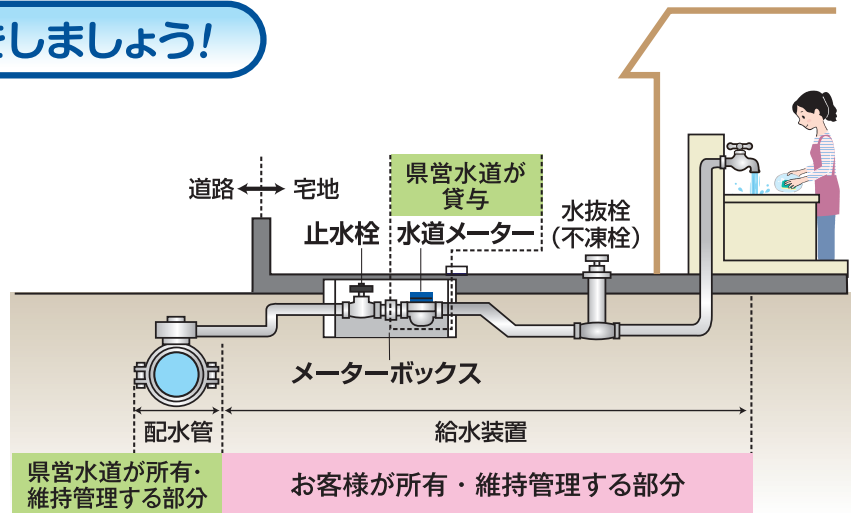 をしましょう!
県営水道が
貸与
道路 宅地
水抜栓
(不凍栓)
止水栓 水道メーター
メーターボックス
配水管
給水装置
県営水道が所有・
維持管理する部分
お客様が所有・維持管理する部分